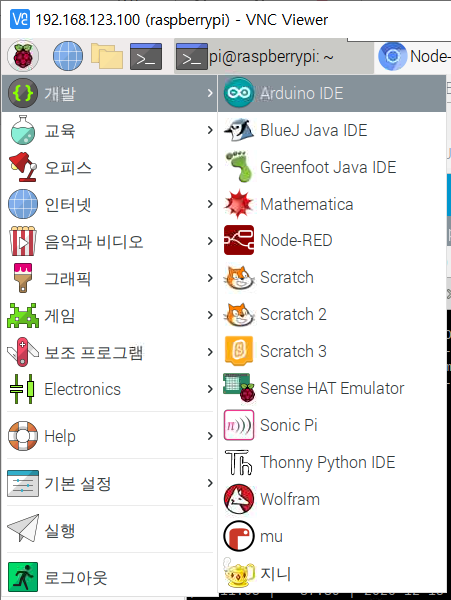 192.168.123.100 (raspberrypi) - VNC Viewer
pi@raspberrypi: ~
Node-
개발
교육
오피스
인터넷
음악과 비디오
그래픽
게임
보조 프로그램
Electronics
Help
기본 설정
실행
로그아웃
Arduino IDE
BlueJ Java IDE
Greenfoot Java IDE
Mathematica
Node-RED
Scratch
Scratch 2
Scratch 3
Sense HAT Emulator
Sonic Pi
Thonny Python IDE
Wolfram
mu
지니